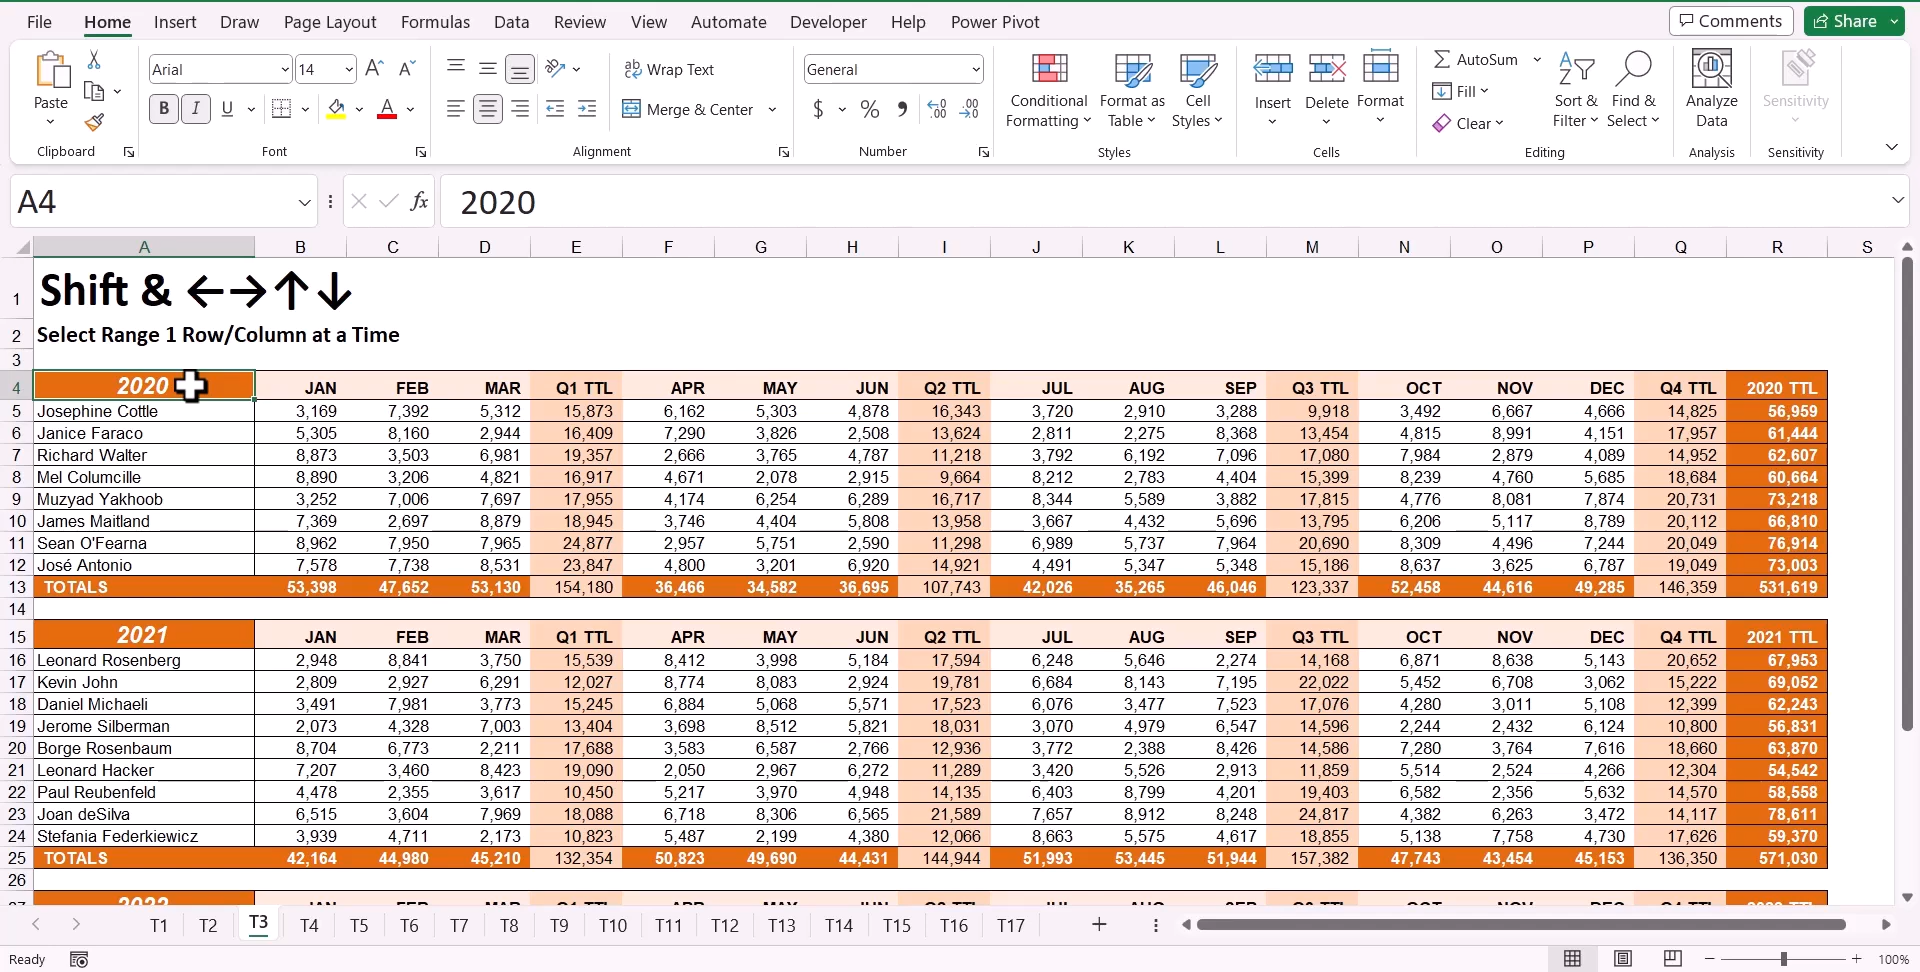 File Home Insert Draw Page Layout Formulas Data Review View Automate Developer Help Power Pivot Comments Share
Paste
Clipboard
Arial 14
B I U A
Font
ab Wrap Text
Merge & Center
Alignment
General
$ % 9 .00
Number
Conditional Formatting
Format as Table
Cell Styles
Styles
Insert Delete Format
Cells
AutoSum
Fill
Clear
Sort & Filter
Find & Select
Editing
Analyze Data
Analysis
Sensitivity
Sensitivity
A4 fx 2020
A B C D E F G H I J K L M N O P Q R S
1 Shift & ←→↑↓
2 Select Range 1 Row/Column at a Time
3
4 2020 JAN FEB MAR Q1 TTL APR MAY JUN Q2 TTL JUL AUG SEP Q3 TTL OCT NOV DEC Q4 TTL 2020 TTL
5 Josephine Cottle 3,169 7,392 5,312 15,873 6,162 5,303 4,878 16,343 3,720 2,910 3,288 9,918 3,492 6,667 4,666 14,825 56,959
6 Janice Faraco 5,305 8,160 2,944 16,409 7,290 3,826 2,508 13,624 2,811 2,275 8,368 13,454 4,815 8,991 4,151 17,957 61,444
7 Richard Walter 8,873 3,503 6,981 19,357 2,666 3,765 4,787 11,218 3,792 6,192 7,096 17,080 7,984 2,879 4,089 14,952 62,607
8 Mel Columcille 8,890 3,206 4,821 16,917 4,671 2,078 2,915 9,664 8,212 2,783 4,404 15,399 8,239 4,760 5,685 18,684 60,664
9 Muzyad Yakhoob 3,252 7,006 7,697 17,955 4,174 6,254 6,289 16,717 8,344 5,589 3,882 17,815 4,776 8,081 7,874 20,731 73,218
10 James Maitland 7,369 2,697 8,879 18,945 3,746 4,404 5,808 13,958 3,667 4,432 5,696 13,795 6,206 5,117 8,789 20,112 66,810
11 Sean O'Fearna 8,962 7,950 7,965 24,877 2,957 5,751 2,590 11,298 6,989 5,737 7,964 20,690 8,309 4,496 7,244 20,049 76,914
12 José Antonio 7,578 7,738 8,531 23,847 4,800 3,201 6,920 14,921 4,491 5,347 5,348 15,186 8,637 3,625 6,787 19,049 73,003
13 TOTALS 53,398 47,652 53,130 154,180 36,466 34,582 36,695 107,743 42,026 35,265 46,046 123,337 52,458 44,616 49,285 146,359 531,619
14
15 2021 JAN FEB MAR Q1 TTL APR MAY JUN Q2 TTL JUL AUG SEP Q3 TTL OCT NOV DEC Q4 TTL 2021 TTL
16 Leonard Rosenberg 2,948 8,841 3,750 15,539 8,412 3,998 5,184 17,594 6,248 5,646 2,274 14,168 6,871 8,638 5,143 20,652 67,953
17 Kevin John 2,809 2,927 6,291 12,027 8,774 8,083 2,924 19,781 6,684 8,143 7,195 22,022 5,452 6,708 3,062 15,222 69,052
18 Daniel Michaeli 3,491 7,981 3,773 15,245 6,884 5,068 5,571 17,523 6,076 3,477 7,523 17,076 4,280 3,011 5,108 12,399 62,243
19 Jerome Silberman 2,073 4,328 7,003 13,404 3,698 8,512 5,821 18,031 3,070 4,979 6,547 14,596 2,244 2,432 6,124 10,800 56,831
20 Borge Rosenbaum 8,704 6,773 2,211 17,688 3,583 6,587 2,766 12,936 3,772 2,388 8,426 14,586 7,280 3,764 7,616 18,660 63,870
21 Leonard Hacker 7,207 3,460 8,423 19,090 2,050 2,967 6,272 11,289 3,420 5,526 2,913 11,859 5,514 2,524 4,266 12,304 54,542
22 Paul Reubenfeld 4,478 2,355 3,617 10,450 5,217 3,970 4,948 14,135 6,403 8,799 4,201 19,403 6,582 2,356 5,632 14,570 58,558
23 Joan deSilva 6,515 3,604 7,969 18,088 6,718 8,306 6,565 21,589 7,657 8,912 8,248 24,817 4,382 6,263 3,472 14,117 78,611
24 Stefania Federkiewicz 3,939 4,711 2,173 10,823 5,487 2,199 4,380 12,066 8,663 5,575 4,617 18,855 5,138 7,758 4,730 17,626 59,370
25 TOTALS 42,164 44,980 45,210 132,354 50,823 49,690 44,431 144,944 51,993 53,445 51,944 157,382 47,743 43,454 45,153 136,350 571,030
26
T1 T2 T3 T4 T5 T6 T7 T8 T9 T10 T11 T12 T13 T14 T15 T16 T17
Ready 100%